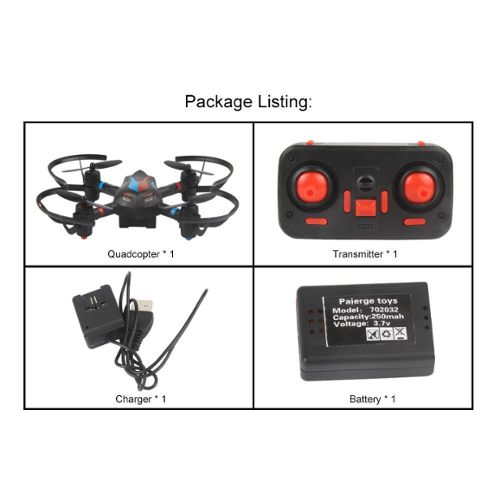 Package Listing:
Quadcopter * 1
Transmitter * 1
Paierge toys
Model: 702032
Capacity:250mah
Voltage: 3.7v
Charger * 1
Battery * 1